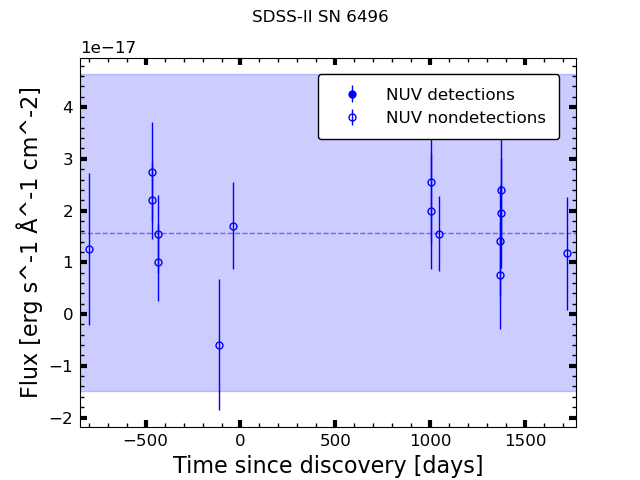 SDSS-II SN 6496
1e−17
NUV detections
NUV nondetections
4
3
2
1
0
−1
−2
Flux [erg s^-1 Å^-1 cm^-2]
−500
0
500
1000
1500
Time since discovery [days]